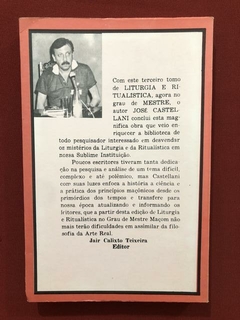 Com este terceiro tomo
de LITURGIA E RI-
TUALISTICA, agora no
grau de MESTRE, o
autor JOSÉ CASTEL-
LANI conclui esta mag-
nífica obra que veio en-
riquecer a biblioteca de
todo pesquisador interessado em desvendar
os mistérios da Liturgia e da Ritualística em
nossa Sublime Instituição.
Poucos escritores tiveram tanta dedica-
ção na pesquisa e análise de um tema difícil,
complexo e até polêmico, mas Castellani
com suas luzes enfoca a história a ciência e
a prática dos princípios maçônicos desde os
primórdios dos tempos e transfere para
nossa época atualizando e informando os
leitores, que a partir desta edição de Liturgia
e Ritualística no Grau de Mestre Maçom não
mais terão dificuldades em assimilar da filo-
sofia da Arte Real.
Jair Calixto Teixeira
Editor